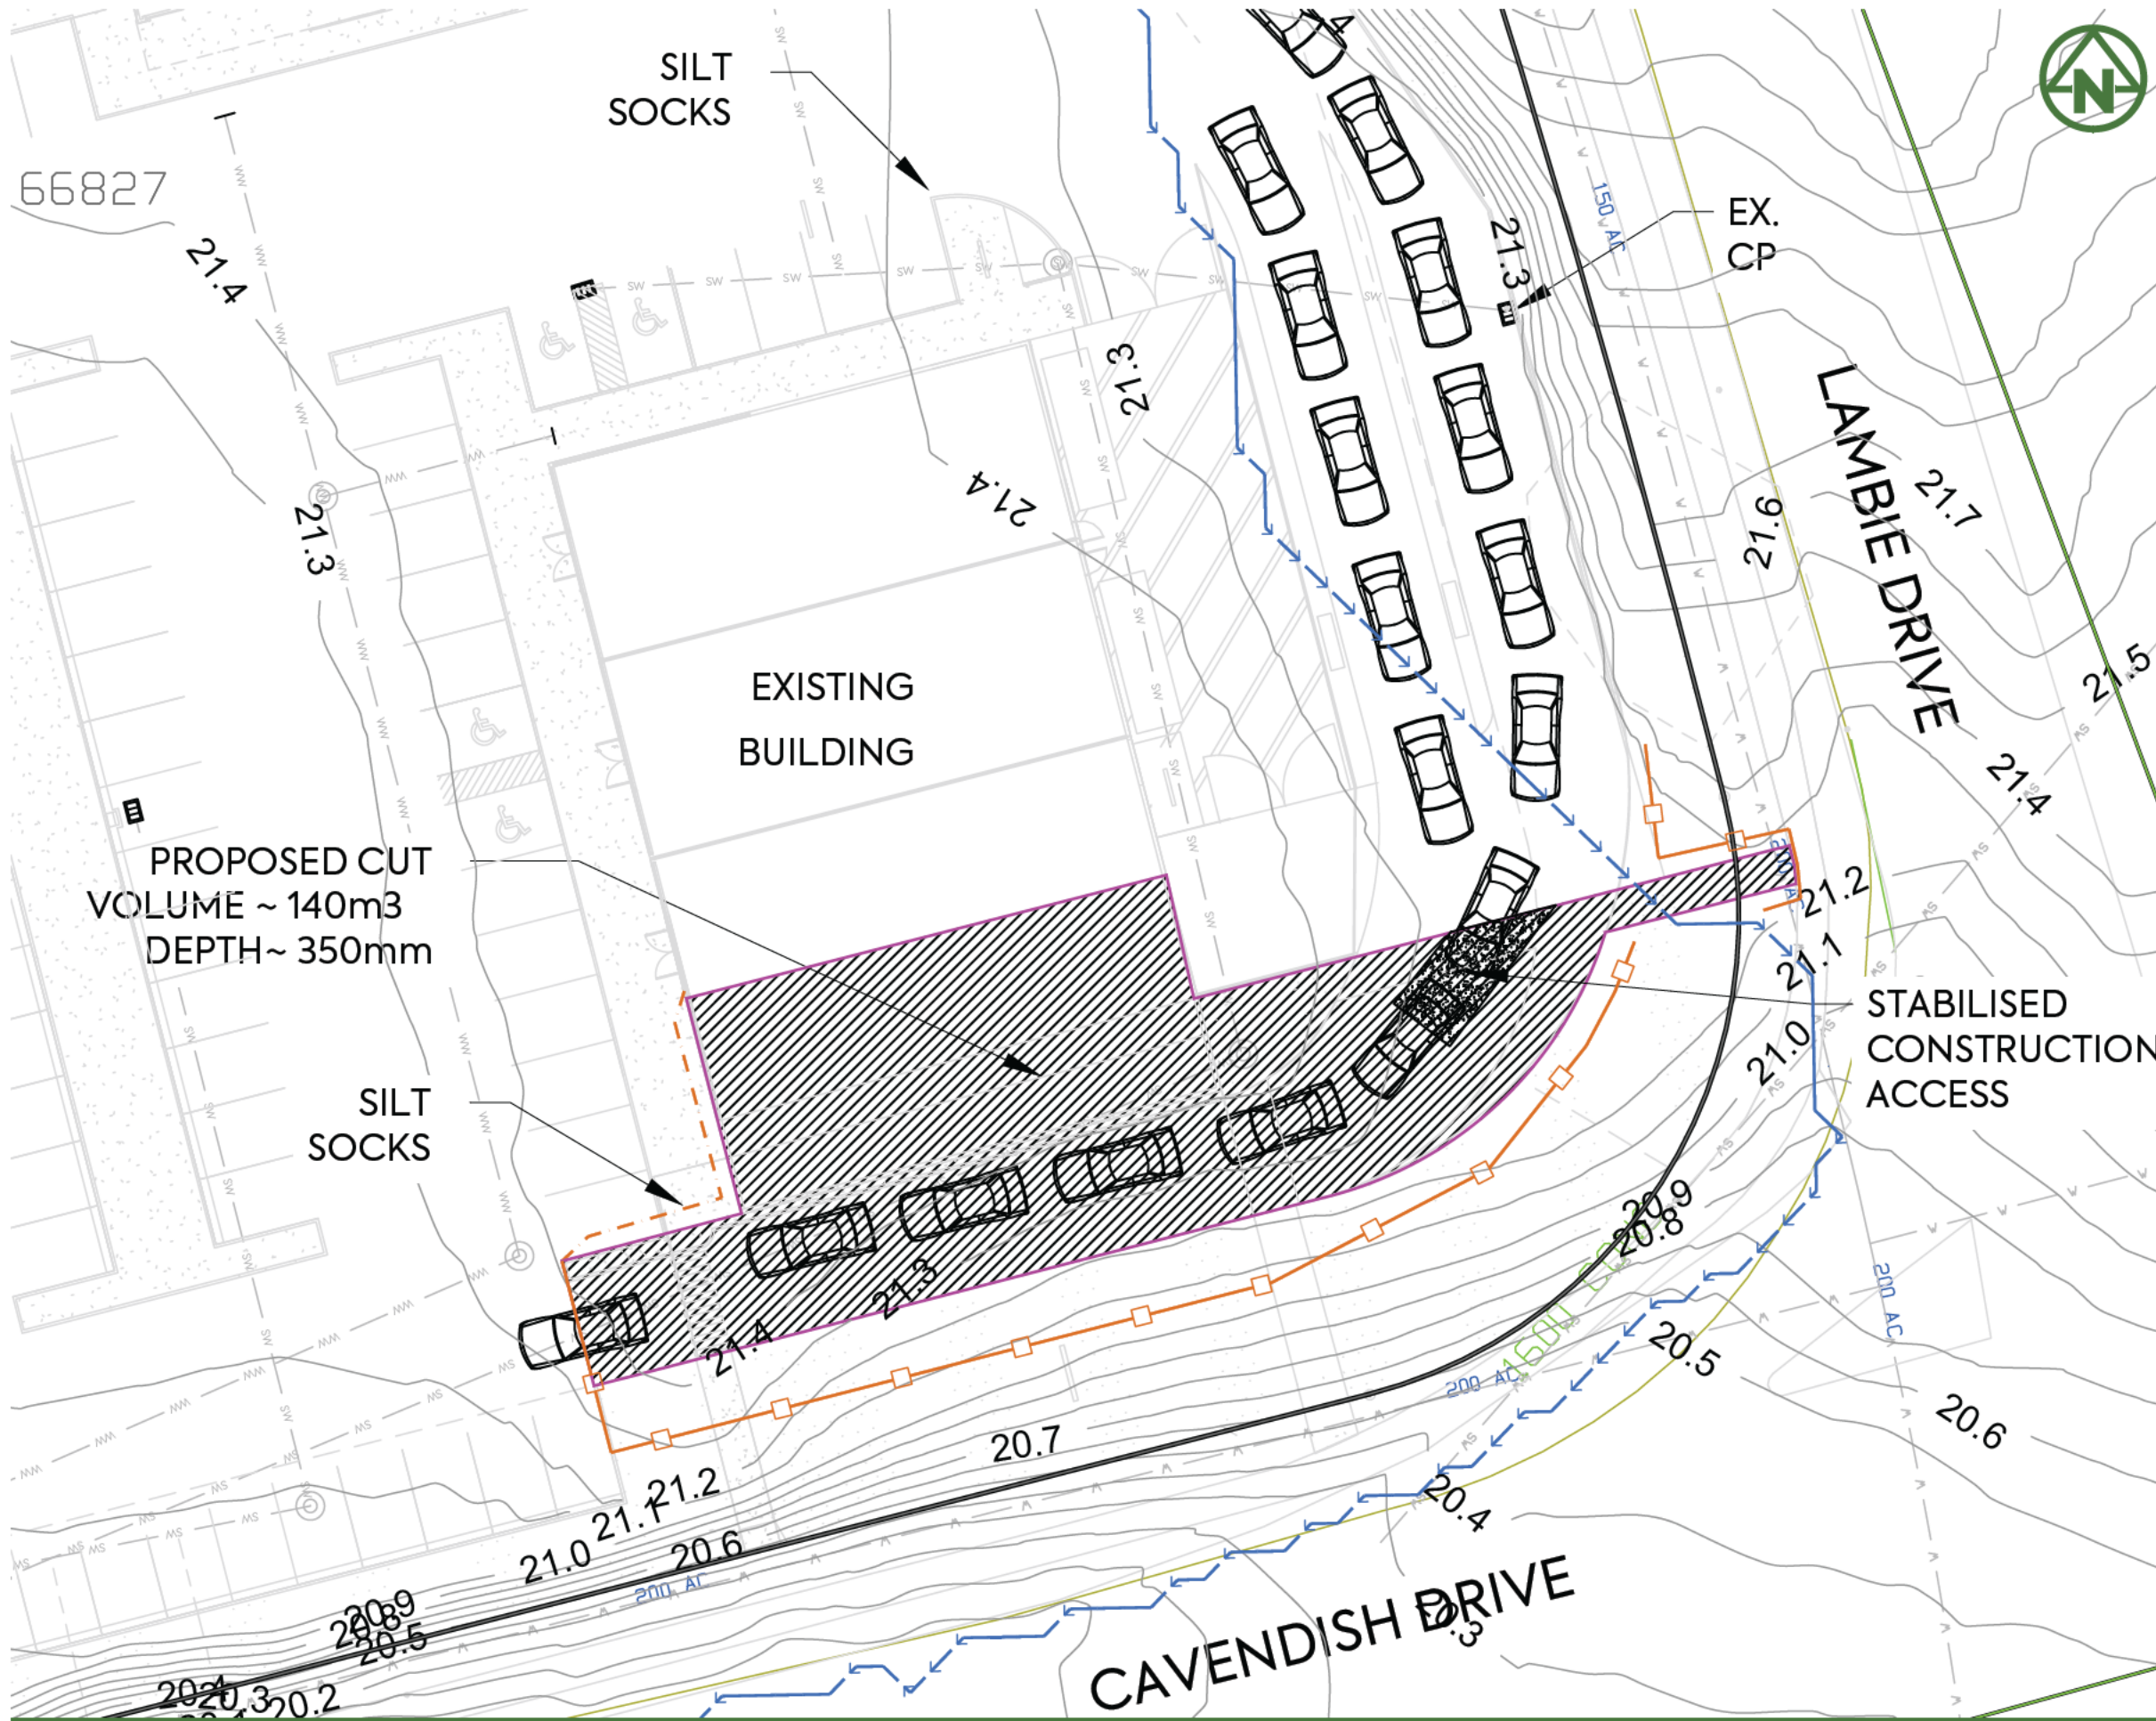 SILT
SOCKS
N
66827
21.4
150 AC
EX.
CP
21.3
21.3
21.4
LAMBIE DRIVE
21.7
21.6
21.3
EXISTING
BUILDING
21.5
21.4
PROPOSED CUT
VOLUME ~ 140m3
DEPTH~ 350mm
21.2
21.1
STABILISED
CONSTRUCTION
ACCESS
21.0
SILT
SOCKS
20.9
20.8
21.3
21.4
200 AC
20.5
200 AC
20.6
20.7
21.2
21.1
21.0
20.6
20.4
200 AC
CAVENDISH DRIVE
20.9
20.8
20.5
20.3
20.2